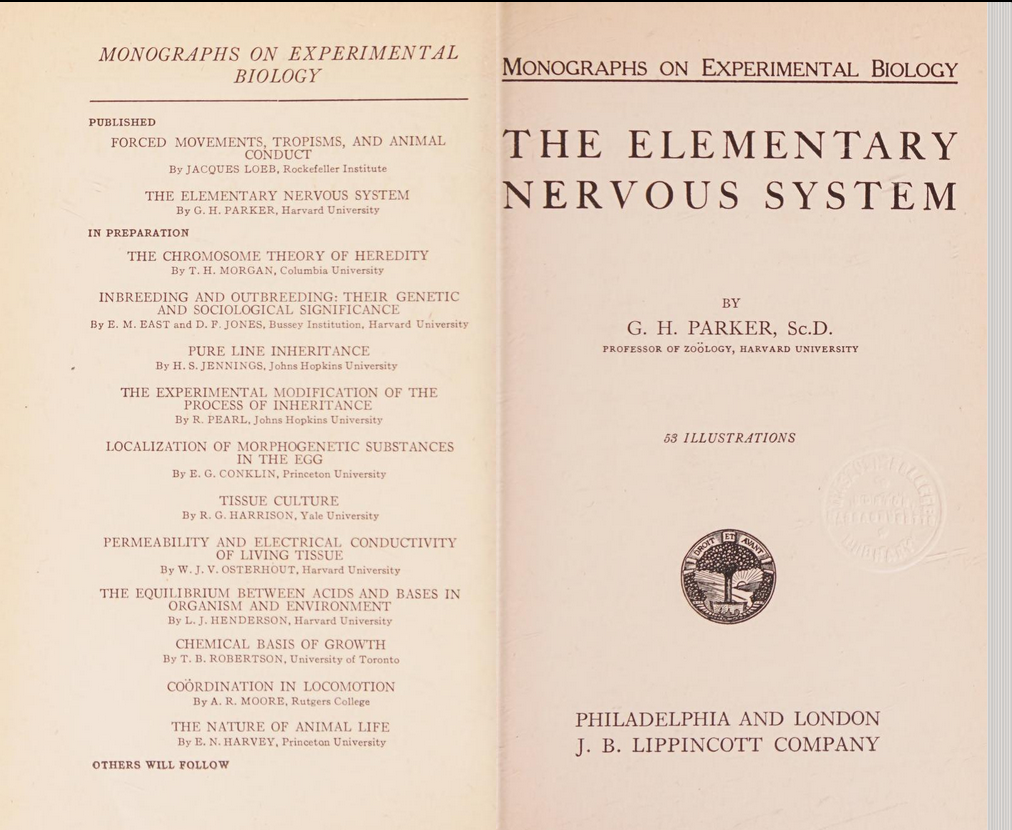 MONOGRAPHS ON EXPERIMENTAL
BIOLOGY
PUBLISHED
FORCED MOVEMENTS, TROPISMS, AND ANIMAL
CONDUCT
By JACQUES LOEB, Rockefeller Institute
THE ELEMENTARY NERVOUS SYSTEM
By G. H. PARKER, Harvard University
IN PREPARATION
THE CHROMOSOME THEORY OF HEREDITY
By T. H. MORGAN, Columbia University
INBREEDING AND OUTBREEDING: THEIR GENETIC
AND SOCIOLOGICAL SIGNIFICANCE
By E. M. EAST and D. F. JONES, Bussey Institution, Harvard University
PURE LINE INHERITANCE
By H. S. JENNINGS, Johns Hopkins University
THE EXPERIMENTAL MODIFICATION OF THE
PROCESS OF INHERITANCE
By R. PEARL, Johns Hopkins University
LOCALIZATION OF MORPHOGENETIC SUBSTANCES
IN THE EGG
By E. G. CONKLIN, Princeton University
TISSUE CULTURE
By R. G. HARRISON, Yale University
PERMEABILITY AND ELECTRICAL CONDUCTIVITY
OF LIVING TISSUE
By W. J. V. OSTERHOUT, Harvard University
THE EQUILIBRIUM BETWEEN ACIDS AND BASES IN
ORGANISM AND ENVIRONMENT
By L. J. HENDERSON, Harvard University
CHEMICAL BASIS OF GROWTH
By T. B. ROBERTSON, University of Toronto
COÖRDINATION IN LOCOMOTION
By A. R. MOORE, Rutgers College
THE NATURE OF ANIMAL LIFE
By E. N. HARVEY, Princeton University
OTHERS WILL FOLLOW
MONOGRAPHS ON EXPERIMENTAL BIOLOGY
THE ELEMENTARY
NERVOUS SYSTEM
BY
G. H. PARKER, Sc.D.
PROFESSOR OF ZOÖLOGY, HARVARD UNIVERSITY
53 ILLUSTRATIONS
DROIT ET AVANT
PHILADELPHIA AND LONDON
J. B. LIPPINCOTT COMPANY